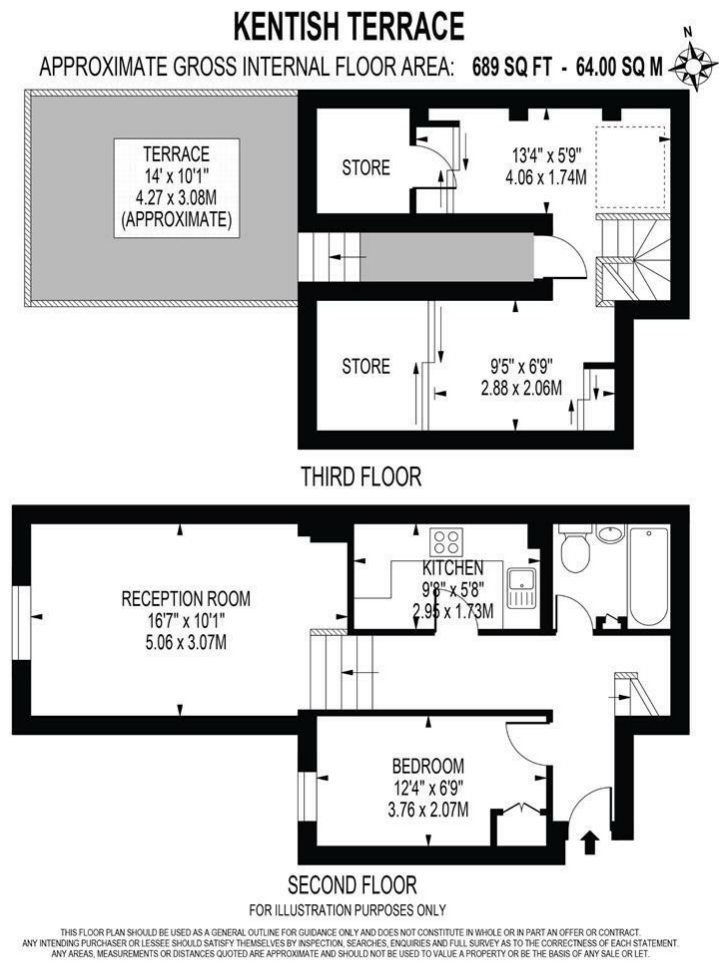 KENTISH TERRACE
APPROXIMATE GROSS INTERNAL FLOOR AREA: 689 SQ FT - 64.00 SQ M
N
TERRACE
14' x 10'1"
4.27 x 3.08M
(APPROXIMATE)
STORE
13'4" x 5'9"
4.06 x 1.74M
STORE
9'5" x 6'9"
2.88 x 2.06M
THIRD FLOOR
RECEPTION ROOM
16'7" x 10'1"
5.06 x 3.07M
KITCHEN
9'8" x 5'8"
2.95 x 1.73M
BEDROOM
12'4" x 6'9"
3.76 x 2.07M
SECOND FLOOR
FOR ILLUSTRATION PURPOSES ONLY
THIS FLOOR PLAN SHOULD BE USED AS A GENERAL OUTLINE FOR GUIDANCE ONLY AND DOES NOT CONSTITUTE IN WHOLE OR IN PART AN OFFER OR CONTRACT.
ANY INTENDING PURCHASER OR LESSEE SHOULD SATISFY THEMSELVES BY INSPECTION, SEARCHES, ENQUIRIES AND FULL SURVEY AS TO THE CORRECTNESS OF EACH STATEMENT.
ANY AREAS, MEASUREMENTS OR DISTANCES QUOTED ARE APPROXIMATE AND SHOULD NOT BE USED TO VALUE A PROPERTY OR BE THE BASIS OF ANY SALE OR LET.